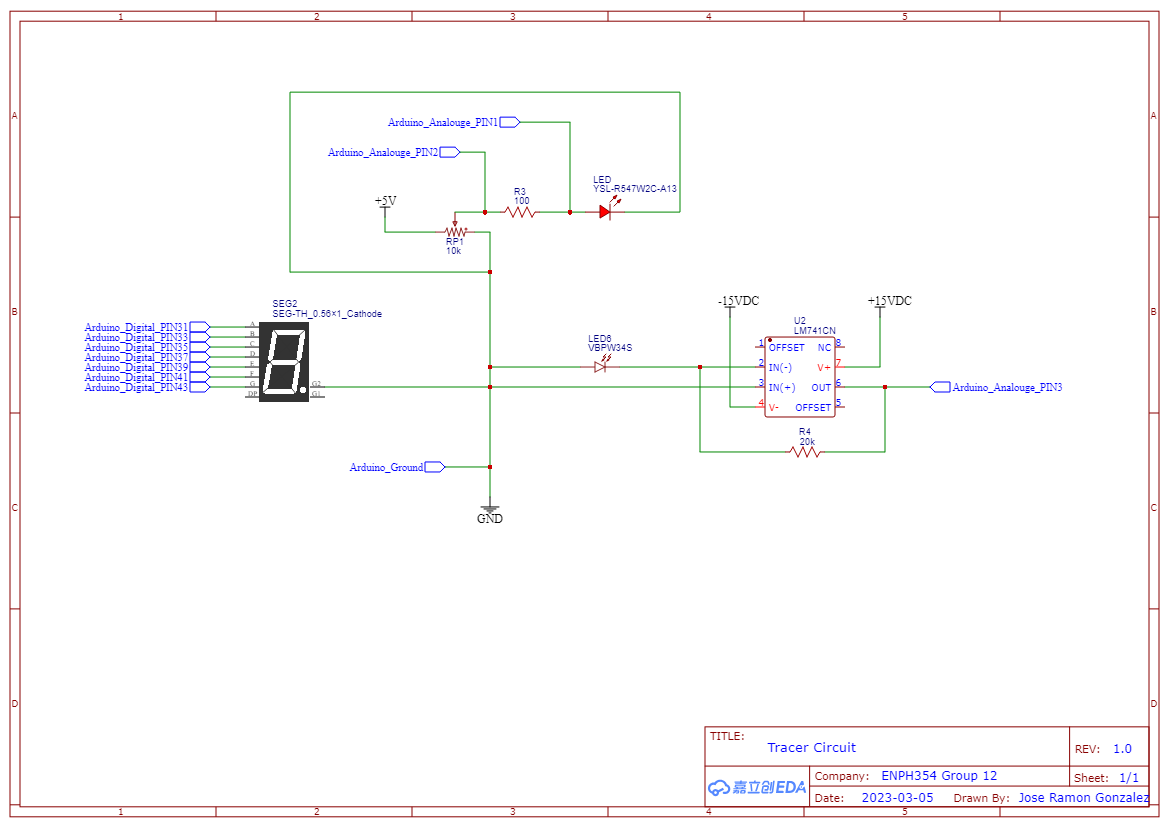 1 2 3 4 5
A A
Arduino_Analouge_PIN1
Arduino_Analouge_PIN2
LED
YSL-R547W2C-A13
R3
100
+5V
RP1
10k
B B
SEG2
SEG-TH_0.56×1_Cathode
-15VDC
+15VDC
Arduino_Digital_PIN31
Arduino_Digital_PIN33
Arduino_Digital_PIN35
Arduino_Digital_PIN37
Arduino_Digital_PIN39
Arduino_Digital_PIN41
Arduino_Digital_PIN43
A
B
C
D
E
F
G
DP
G2
G1
LED6
VBPW34S
U2
LM741CN
1 OFFSET NC 8
2 IN(-) V+ 7
3 IN(+) OUT 6
4 V- OFFSET 5
Arduino_Analouge_PIN3
R4
20k
Arduino_Ground
GND
C C
D D
TITLE:
Tracer Circuit
REV: 1.0
嘉立创EDA
Company: ENPH354 Group 12
Sheet: 1/1
Date: 2023-03-05 Drawn By: Jose Ramon Gonzalez
1 2 3 4 5